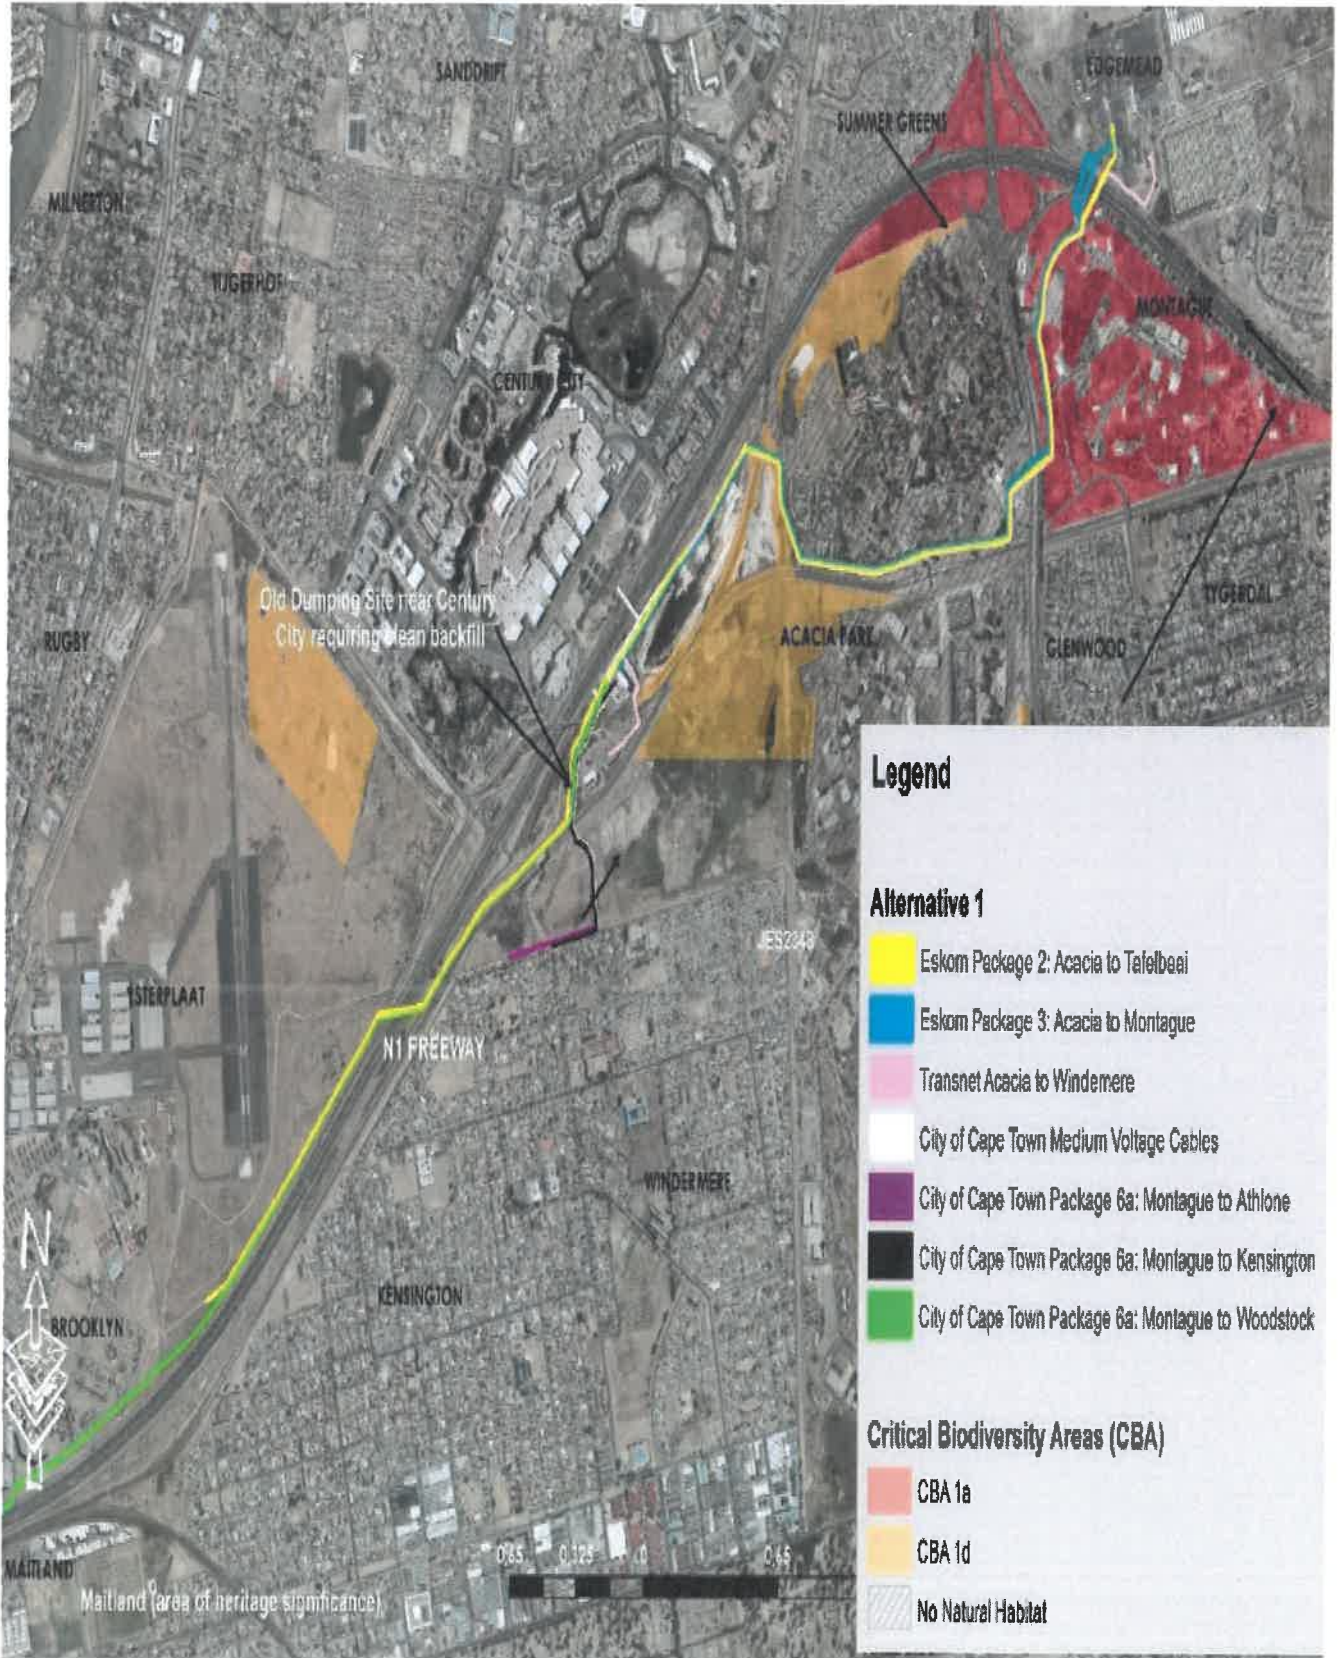 SANDDRIFT
EDGEMEAD
SUMMER GREENS
MILNERTON
TIJGERHOF
MONTAGUE
CENTURY CITY
Old Dumping Site near Century
City requiring clean backfill
RUGBY
ACACIA PARK
TYGERDAL
GLENWOOD
YSTERPLAAT
N1 FREEWAY
WINDERMERE
KENSINGTON
N
BROOKLYN
MAITLAND
Maitland (area of heritage significance)
0,65 0,325 0 0,65
Legend
Alternative 1
Eskom Package 2: Acacia to Tafelbaai
Eskom Package 3: Acacia to Montague
Transnet Acacia to Windemere
City of Cape Town Medium Voltage Cables
City of Cape Town Package 6a: Montague to Athlone
City of Cape Town Package 6a: Montague to Kensington
City of Cape Town Package 6a: Montague to Woodstock
Critical Biodiversity Areas (CBA)
CBA 1a
CBA 1d
No Natural Habitat